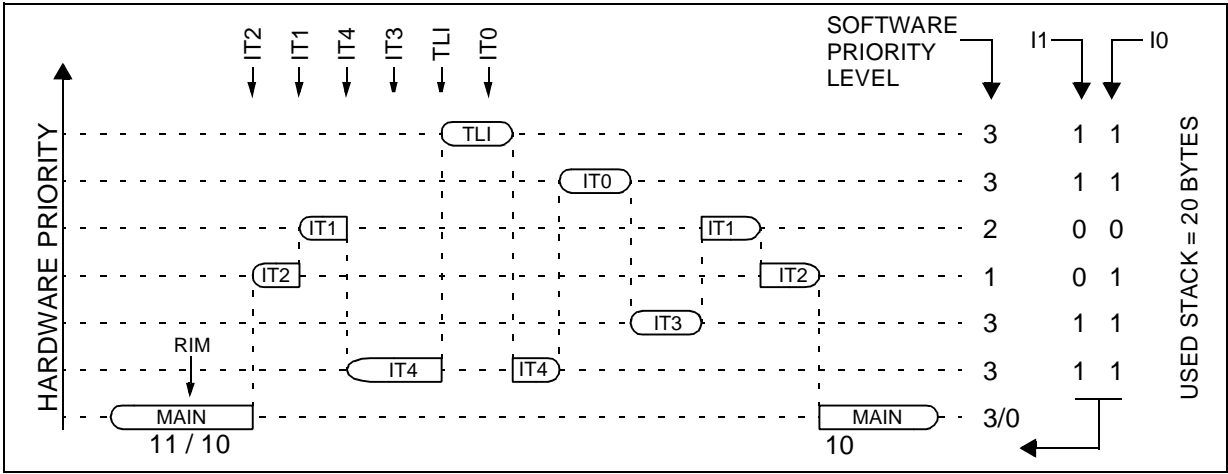 IT2
IT1
IT4
IT3
TLI
IT0
SOFTWARE
PRIORITY
LEVEL
I1
I0
HARDWARE PRIORITY
TLI
3
1 1
IT0
3
1 1
IT1
IT1
2
0 0
IT2
IT2
1
0 1
IT3
3
1 1
RIM
IT4
IT4
3
1 1
MAIN
MAIN
3/0
11 / 10
10
USED STACK = 20 BYTES